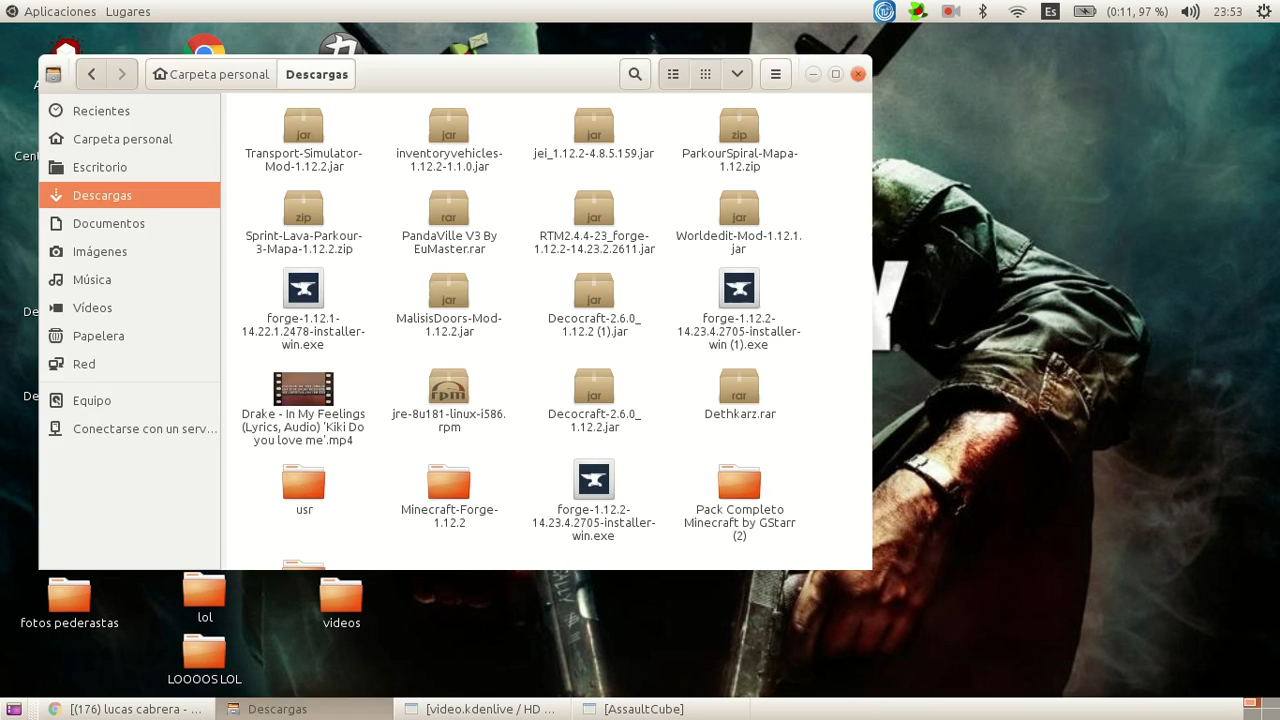 Aplicaciones Lugares
Es
(0:11, 97 %)
23:53
Carpeta personal
Descargas
Recientes
Carpeta personal
Escritorio
Descargas
Documentos
Imágenes
Música
Vídeos
Papelera
Red
Equipo
Conectarse con un serv...
jar
Transport-Simulator-
Mod-1.12.2.jar
jar
inventoryvehicles-
1.12.2-1.1.0.jar
jar
jei_1.12.2-4.8.5.159.jar
zip
ParkourSpiral-Mapa-
1.12.zip
zip
Sprint-Lava-Parkour-
3-Mapa-1.12.2.zip
rar
PandaVille V3 By
EuMaster.rar
jar
RTM2.4.4-23_forge-
1.12.2-14.23.2.2611.jar
jar
Worldedit-Mod-1.12.1.
jar
forge-1.12.1-
14.22.1.2478-installer-
win.exe
jar
MalisisDoors-Mod-
1.12.2.jar
jar
Decocraft-2.6.0_
1.12.2 (1).jar
forge-1.12.2-
14.23.4.2705-installer-
win (1).exe
Drake - In My Feelings
(Lyrics, Audio) 'Kiki Do
you love me'.mp4
rpm
jre-8u181-linux-i586.
rpm
jar
Decocraft-2.6.0_
1.12.2.jar
rar
Dethkarz.rar
usr
Minecraft-Forge-
1.12.2
forge-1.12.2-
14.23.4.2705-installer-
win.exe
Pack Completo
Minecraft by GStarr
(2)
fotos pederastas
lol
videos
LOOOOS LOL
[(176) lucas cabrera - ...
Descargas
[video.kdenlive / HD ...
[AssaultCube]